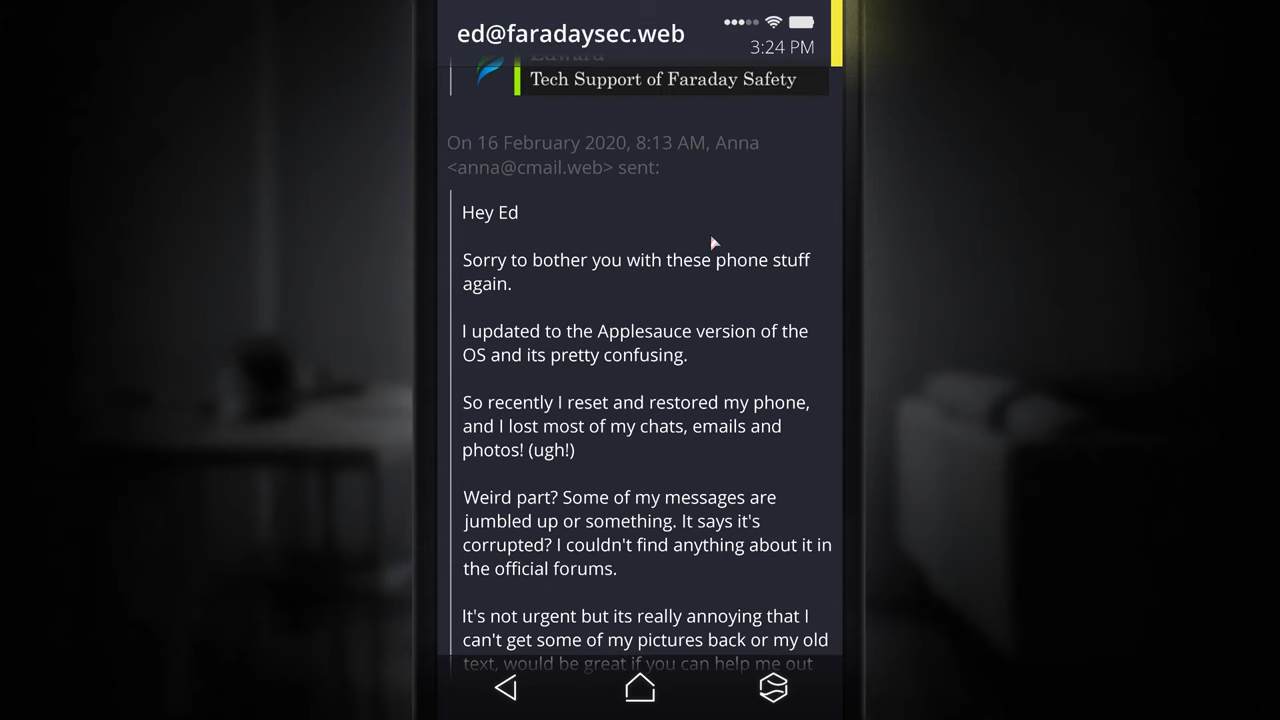 ed@faradaysec.web
3:24 PM
Edward
Tech Support of Faraday Safety
On 16 February 2020, 8:13 AM, Anna
<anna@cmail.web> sent:
Hey Ed
Sorry to bother you with these phone stuff
again.
I updated to the Applesauce version of the
OS and its pretty confusing.
So recently I reset and restored my phone,
and I lost most of my chats, emails and
photos! (ugh!)
Weird part? Some of my messages are
jumbled up or something. It says it's
corrupted? I couldn't find anything about it in
the official forums.
It's not urgent but its really annoying that I
can't get some of my pictures back or my old
text, would be great if you can help me out